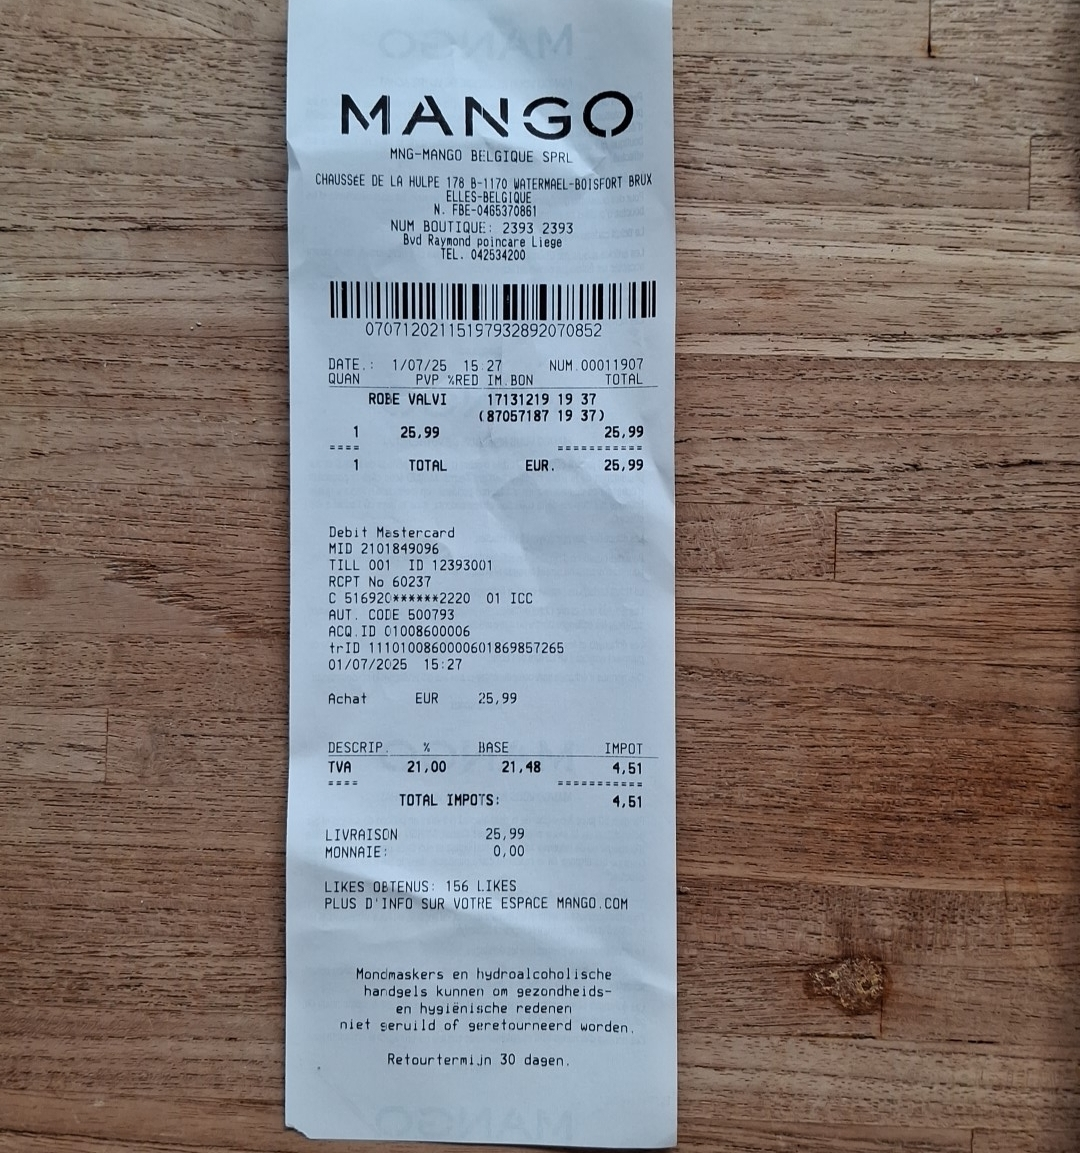 MANGO
MNG-MANGO BELGIQUE SPRL
CHAUSSéE DE LA HULPE 178 B-1170 WATERMAEL-BOISFORT BRUX
ELLES-BELGIQUE
N. FBE-0465370861
NUM BOUTIQUE: 2393 2393
Bvd Raymond poincare Liege
TEL. 042534200
07071202115197932892070852
DATE.: 1/07/25 15:27 NUM.00011907
QUAN PVP %RED IM.BON TOTAL
ROBE VALVI 17131219 19 37
(87057187 19 37)
1 25,99 25,99
==== ===========
1 TOTAL EUR. 25,99
Debit Mastercard
MID 2101849096
TILL 001 ID 12393001
RCPT No 60237
C 516920******2220 01 ICC
AUT. CODE 500793
ACQ.ID 01008600006
trID 1110100860000601869857265
01/07/2025 15:27
Achat EUR 25,99
DESCRIP. % BASE IMPOT
TVA 21,00 21,48 4,51
==== ===========
TOTAL IMPOTS: 4,51
LIVRAISON 25,99
MONNAIE: 0,00
LIKES OBTENUS: 156 LIKES
PLUS D'INFO SUR VOTRE ESPACE MANGO.COM
Mondmaskers en hydroalcoholische
handgels kunnen om gezondheids-
en hygiënische redenen
niet geruild of geretourneerd worden.
Retourtermijn 30 dagen.